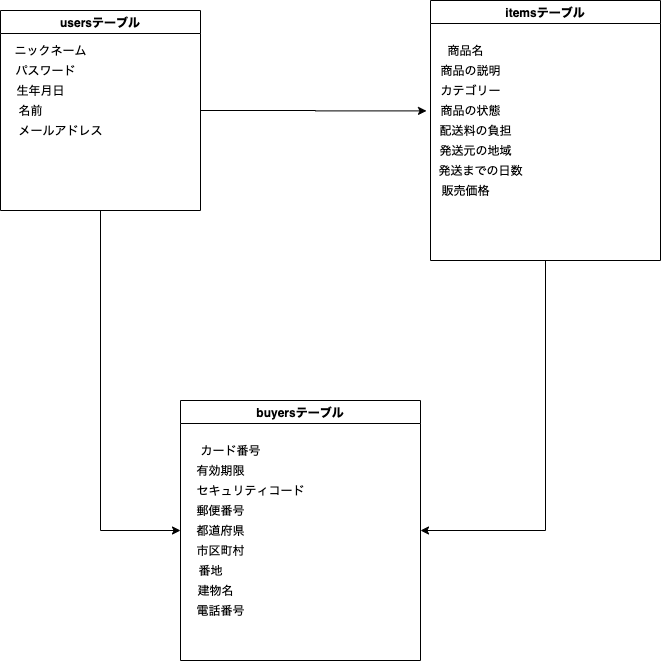 usersテーブル
ニックネーム
パスワード
生年月日
名前
メールアドレス
itemsテーブル
商品名
商品の説明
カテゴリー
商品の状態
配送料の負担
発送元の地域
発送までの日数
販売価格
buyersテーブル
カード番号
有効期限
セキュリティコード
郵便番号
都道府県
市区町村
番地
建物名
電話番号